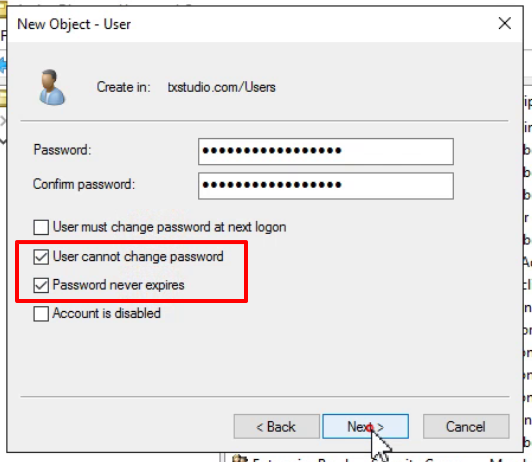 New Object - User
Create in: txstudio.com/Users
Password:
Confirm password:
User must change password at next logon
User cannot change password
Password never expires
Account is disabled
< Back
Next >
Cancel